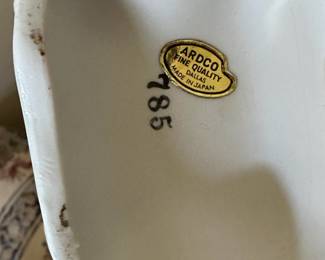 ARDCO
FINE QUALITY
DALLAS
MADE IN JAPAN
785